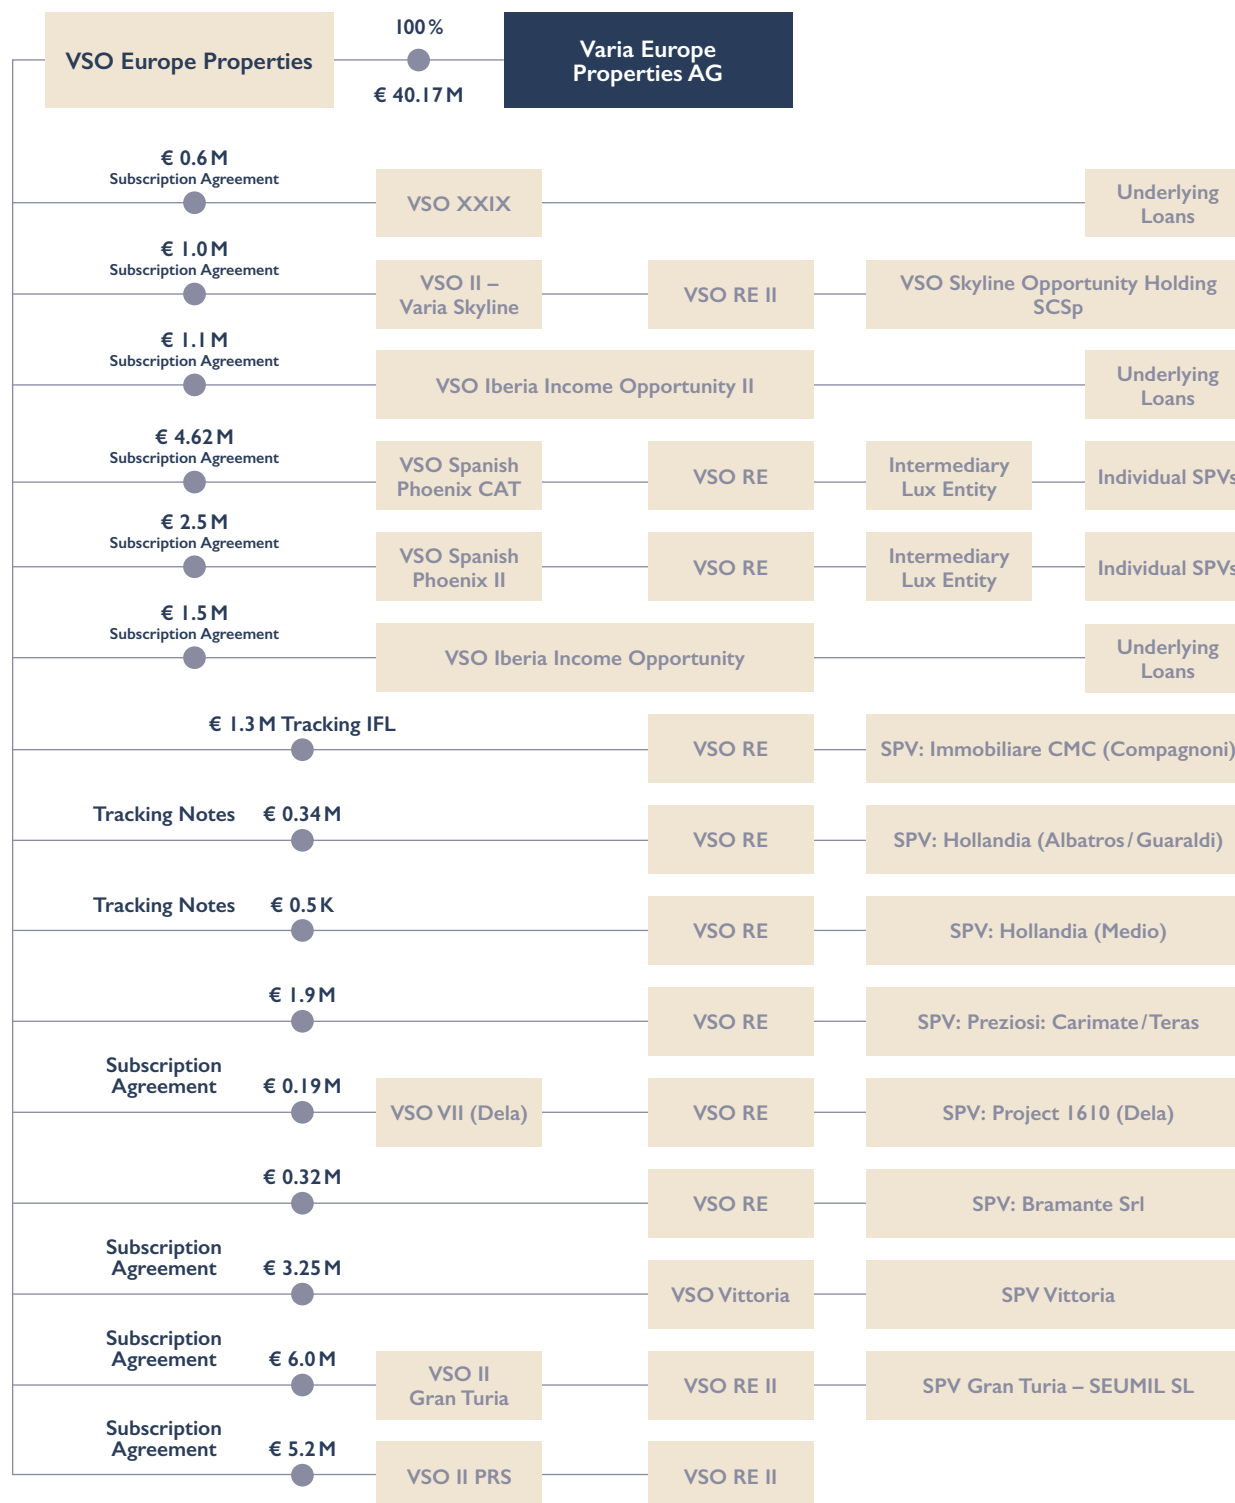 100%
VSO Europe Properties
Varia Europe
Properties AG
€ 40.17 M
€ 0.6 M
Subscription Agreement
VSO XXIX
Underlying
Loans
€ 1.0 M
Subscription Agreement
VSO II –
Varia Skyline
VSO RE II
VSO Skyline Opportunity Holding
SCSp
€ 1.1 M
Subscription Agreement
VSO Iberia Income Opportunity II
Underlying
Loans
€ 4.62 M
Subscription Agreement
VSO Spanish
Phoenix CAT
VSO RE
Intermediary
Lux Entity
Individual SPVs
€ 2.5 M
Subscription Agreement
VSO Spanish
Phoenix II
VSO RE
Intermediary
Lux Entity
Individual SPVs
€ 1.5 M
Subscription Agreement
VSO Iberia Income Opportunity
Underlying
Loans
€ 1.3 M Tracking IFL
VSO RE
SPV: Immobiliare CMC (Compagnoni)
Tracking Notes € 0.34 M
VSO RE
SPV: Hollandia (Albatros / Guaraldi)
Tracking Notes € 0.5 K
VSO RE
SPV: Hollandia (Medio)
€ 1.9 M
VSO RE
SPV: Preziosi: Carimate / Teras
Subscription
Agreement € 0.19 M
VSO VII (Dela)
VSO RE
SPV: Project 1610 (Dela)
€ 0.32 M
VSO RE
SPV: Bramante Srl
Subscription
Agreement € 3.25 M
VSO Vittoria
SPV Vittoria
Subscription
Agreement € 6.0 M
VSO II
Gran Turia
VSO RE II
SPV Gran Turia – SEUMIL SL
Subscription
Agreement € 5.2 M
VSO II PRS
VSO RE II